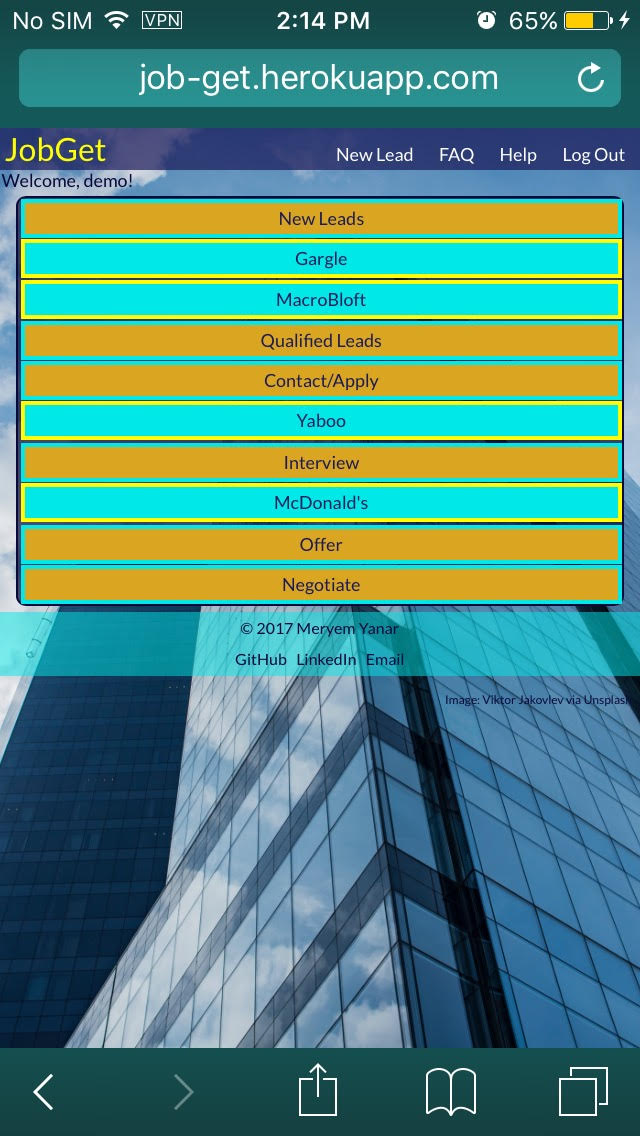 No SIM VPN 2:14 PM 65%
job-get.herokuapp.com
JobGet New Lead FAQ Help Log Out
Welcome, demo!
New Leads
Gargle
MacroBloft
Qualified Leads
Contact/Apply
Yaboo
Interview
McDonald's
Offer
Negotiate
© 2017 Meryem Yanar
GitHub LinkedIn Email
Image: Viktor Jakovlev via Unsplash